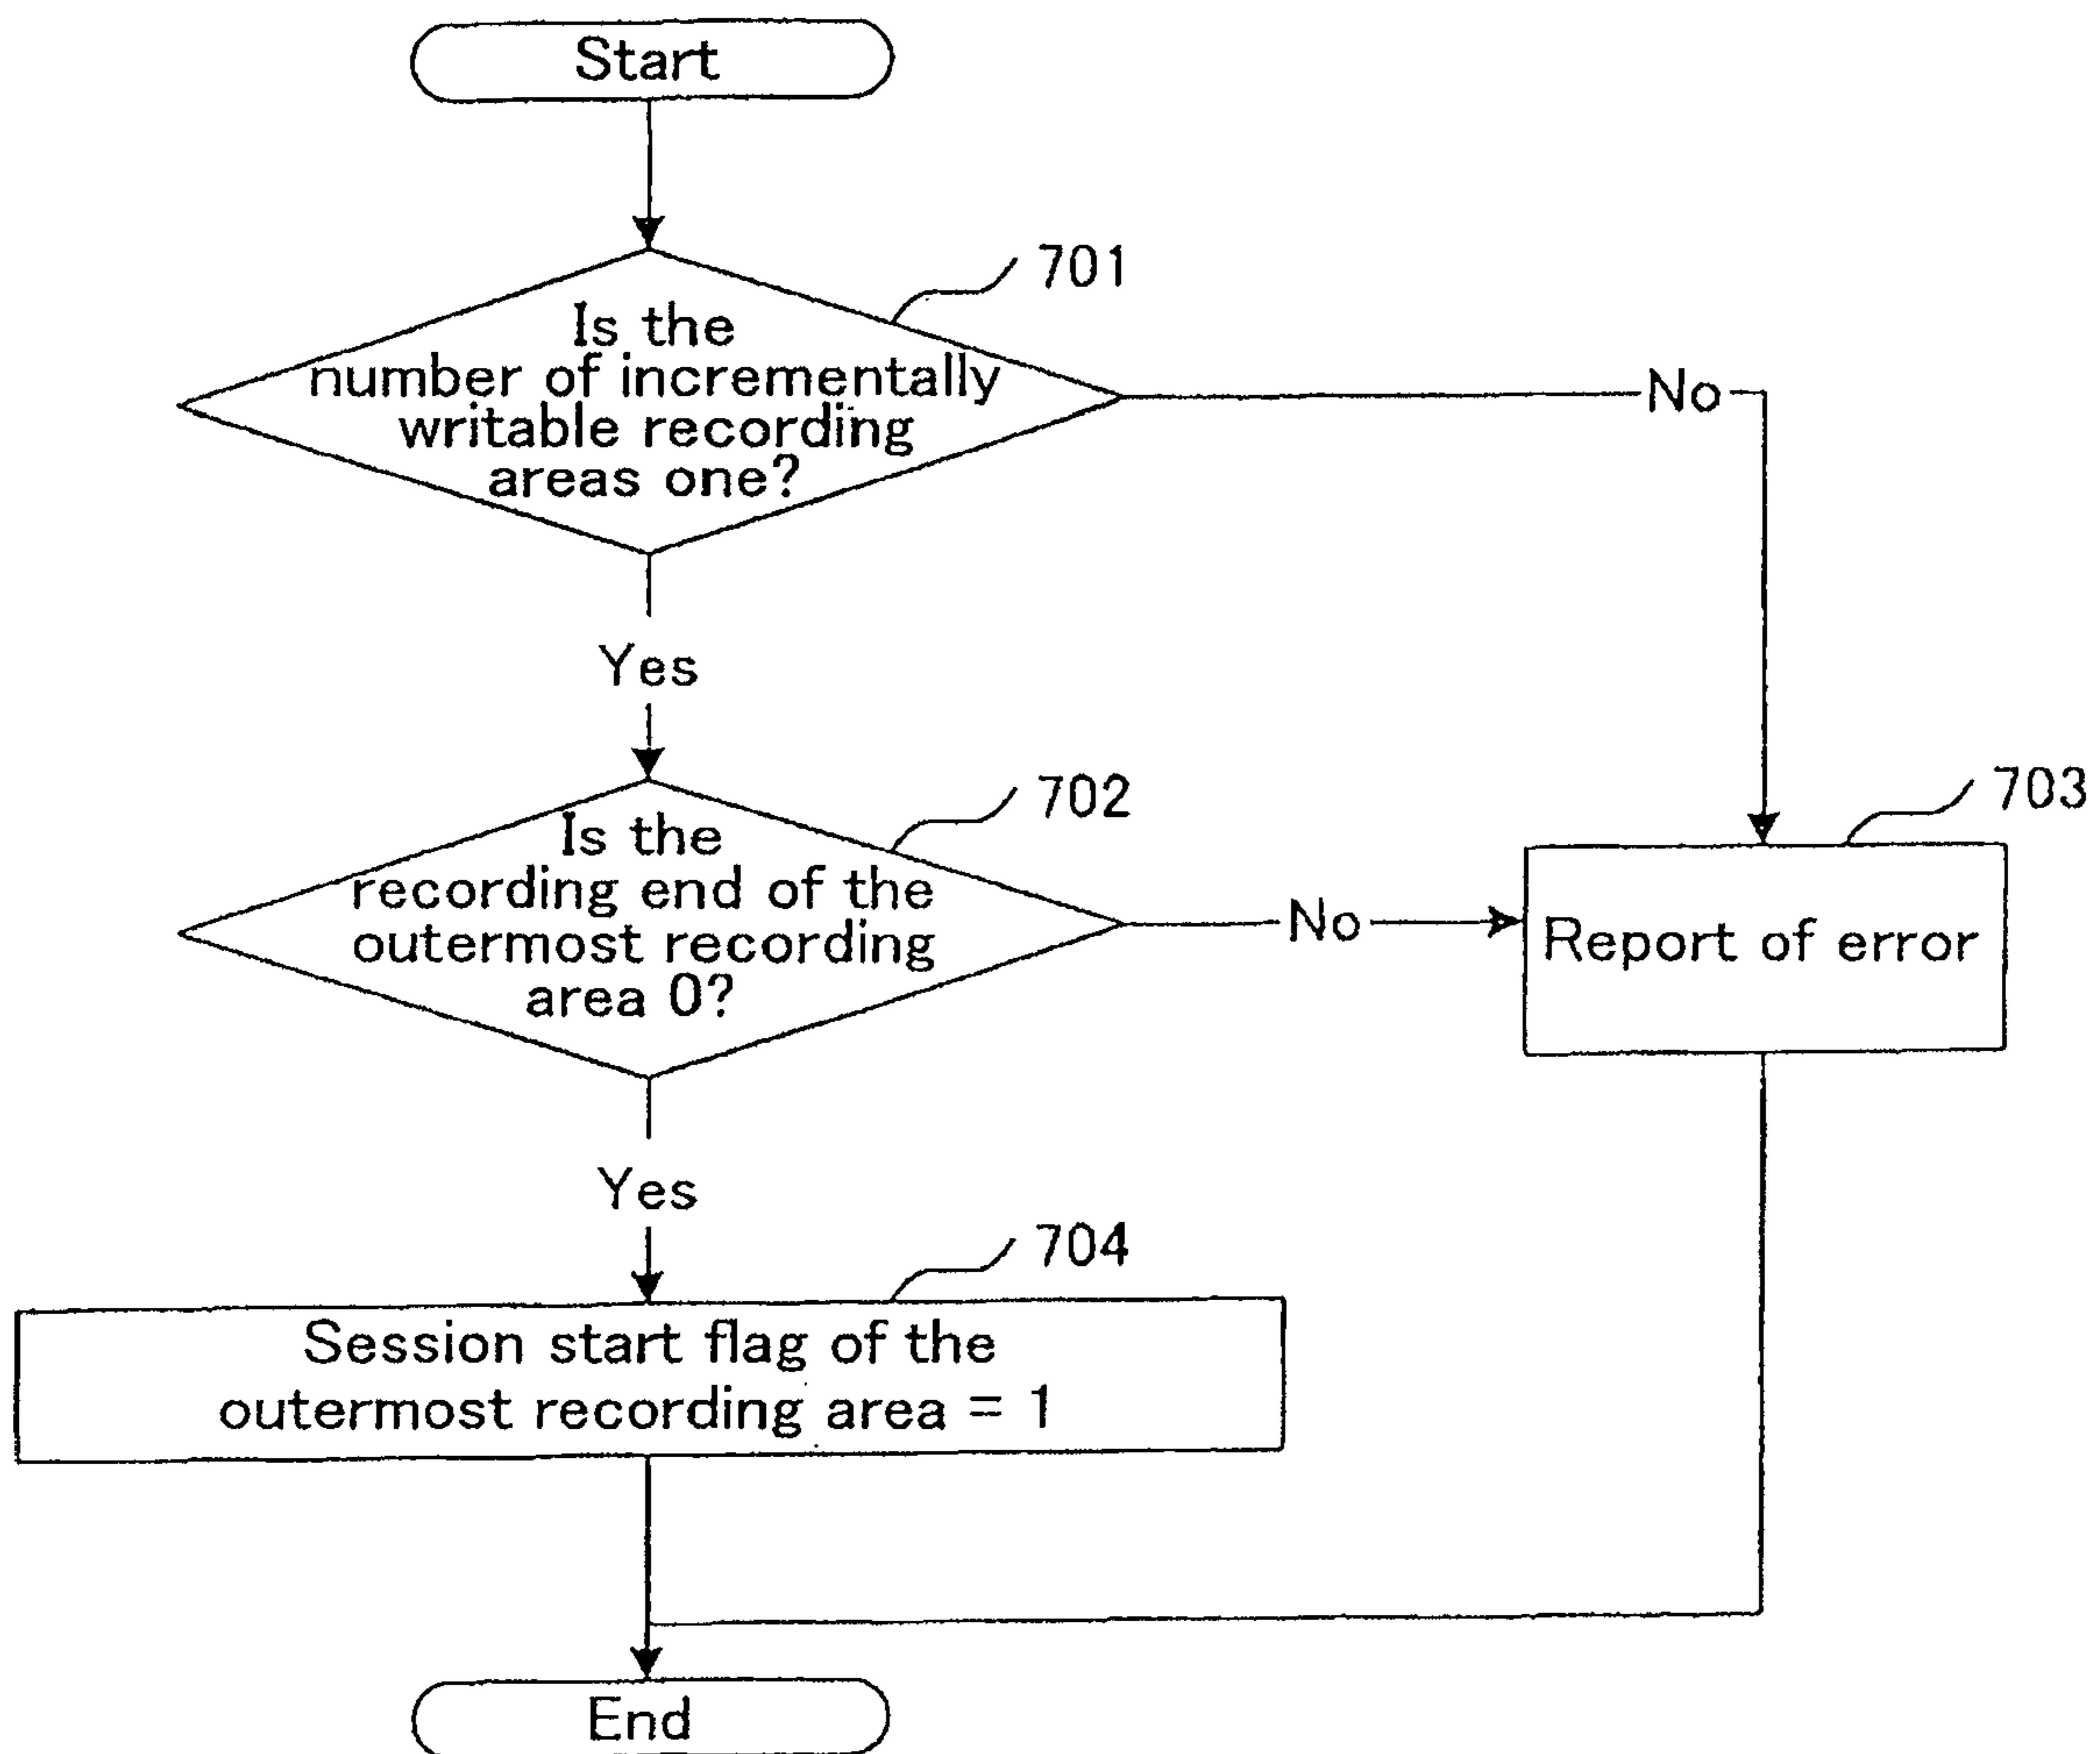 Start
701
Is the
number of incrementally
writable recording
areas one?
No
Yes
702
Is the
recording end of the
outermost recording
area 0?
No
703
Report of error
Yes
704
Session start flag of the
outermost recording area = 1
End